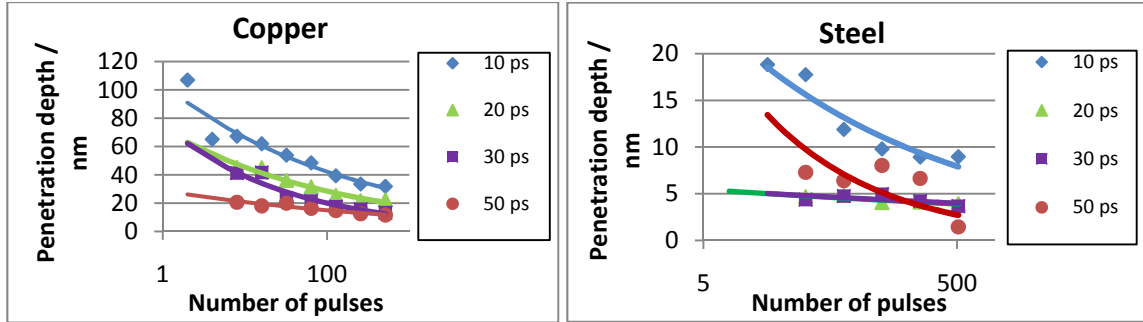 Copper
Penetration depth /
nm
120
100
80
60
40
20
0
1
100
Number of pulses
10 ps
20 ps
30 ps
50 ps
Steel
Penetration depth /
nm
20
15
10
5
0
5
500
Number of pulses
10 ps
20 ps
30 ps
50 ps